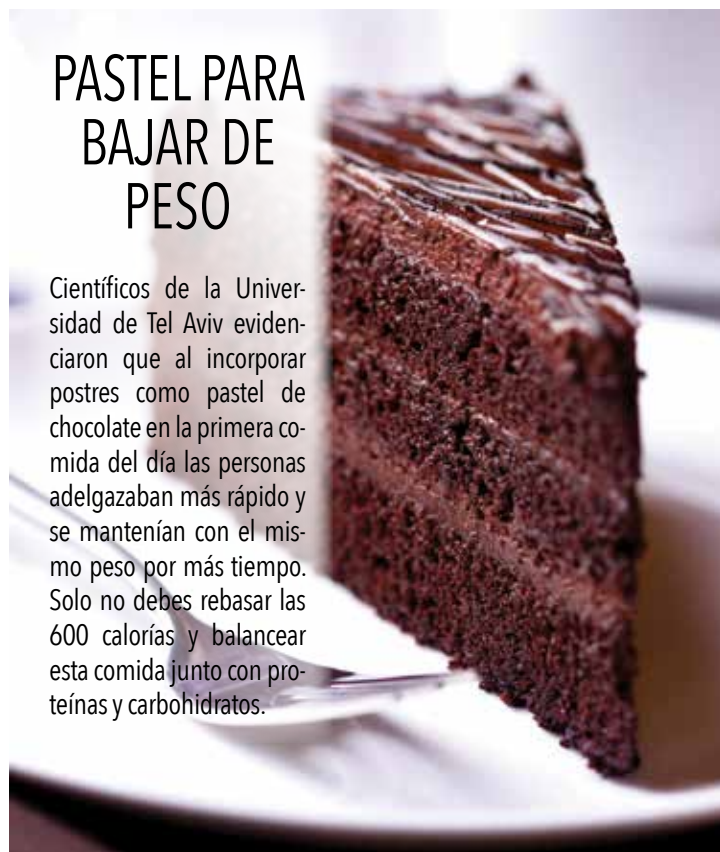 PASTEL PARA
BAJAR DE
PESO
Científicos de la Univer-
sidad de Tel Aviv eviden-
ciaron que al incorporar
postres como pastel de
chocolate en la primera co-
mida del día las personas
adelgazaban más rápido y
se mantenían con el mis-
mo peso por más tiempo.
Solo no debes rebasar las
600 calorías y balancear
esta comida junto con pro-
teínas y carbohidratos.